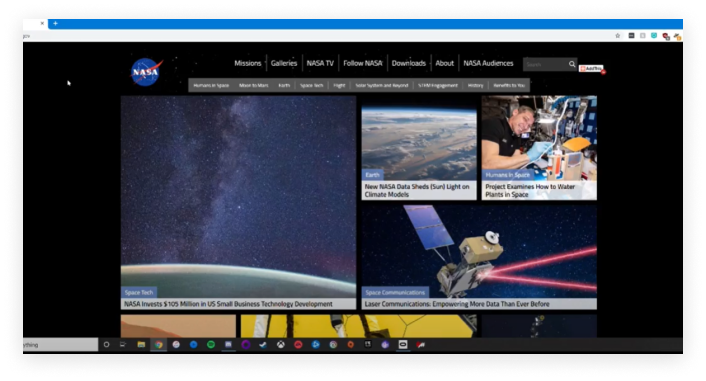 NASA
Missions Galleries NASA TV Follow NASA Downloads About NASA Audiences Search
AddThis
Humans in Space Moon to Mars Earth Space Tech Flight Solar System and Beyond STEM Engagement History Benefits to You
Earth
New NASA Data Sheds (Sun) Light on
Climate Models
Humans in Space
Project Examines How to Water
Plants in Space
Space Tech
NASA Invests $105 Million in US Small Business Technology Development
Space Communications
Laser Communications: Empowering More Data Than Ever Before